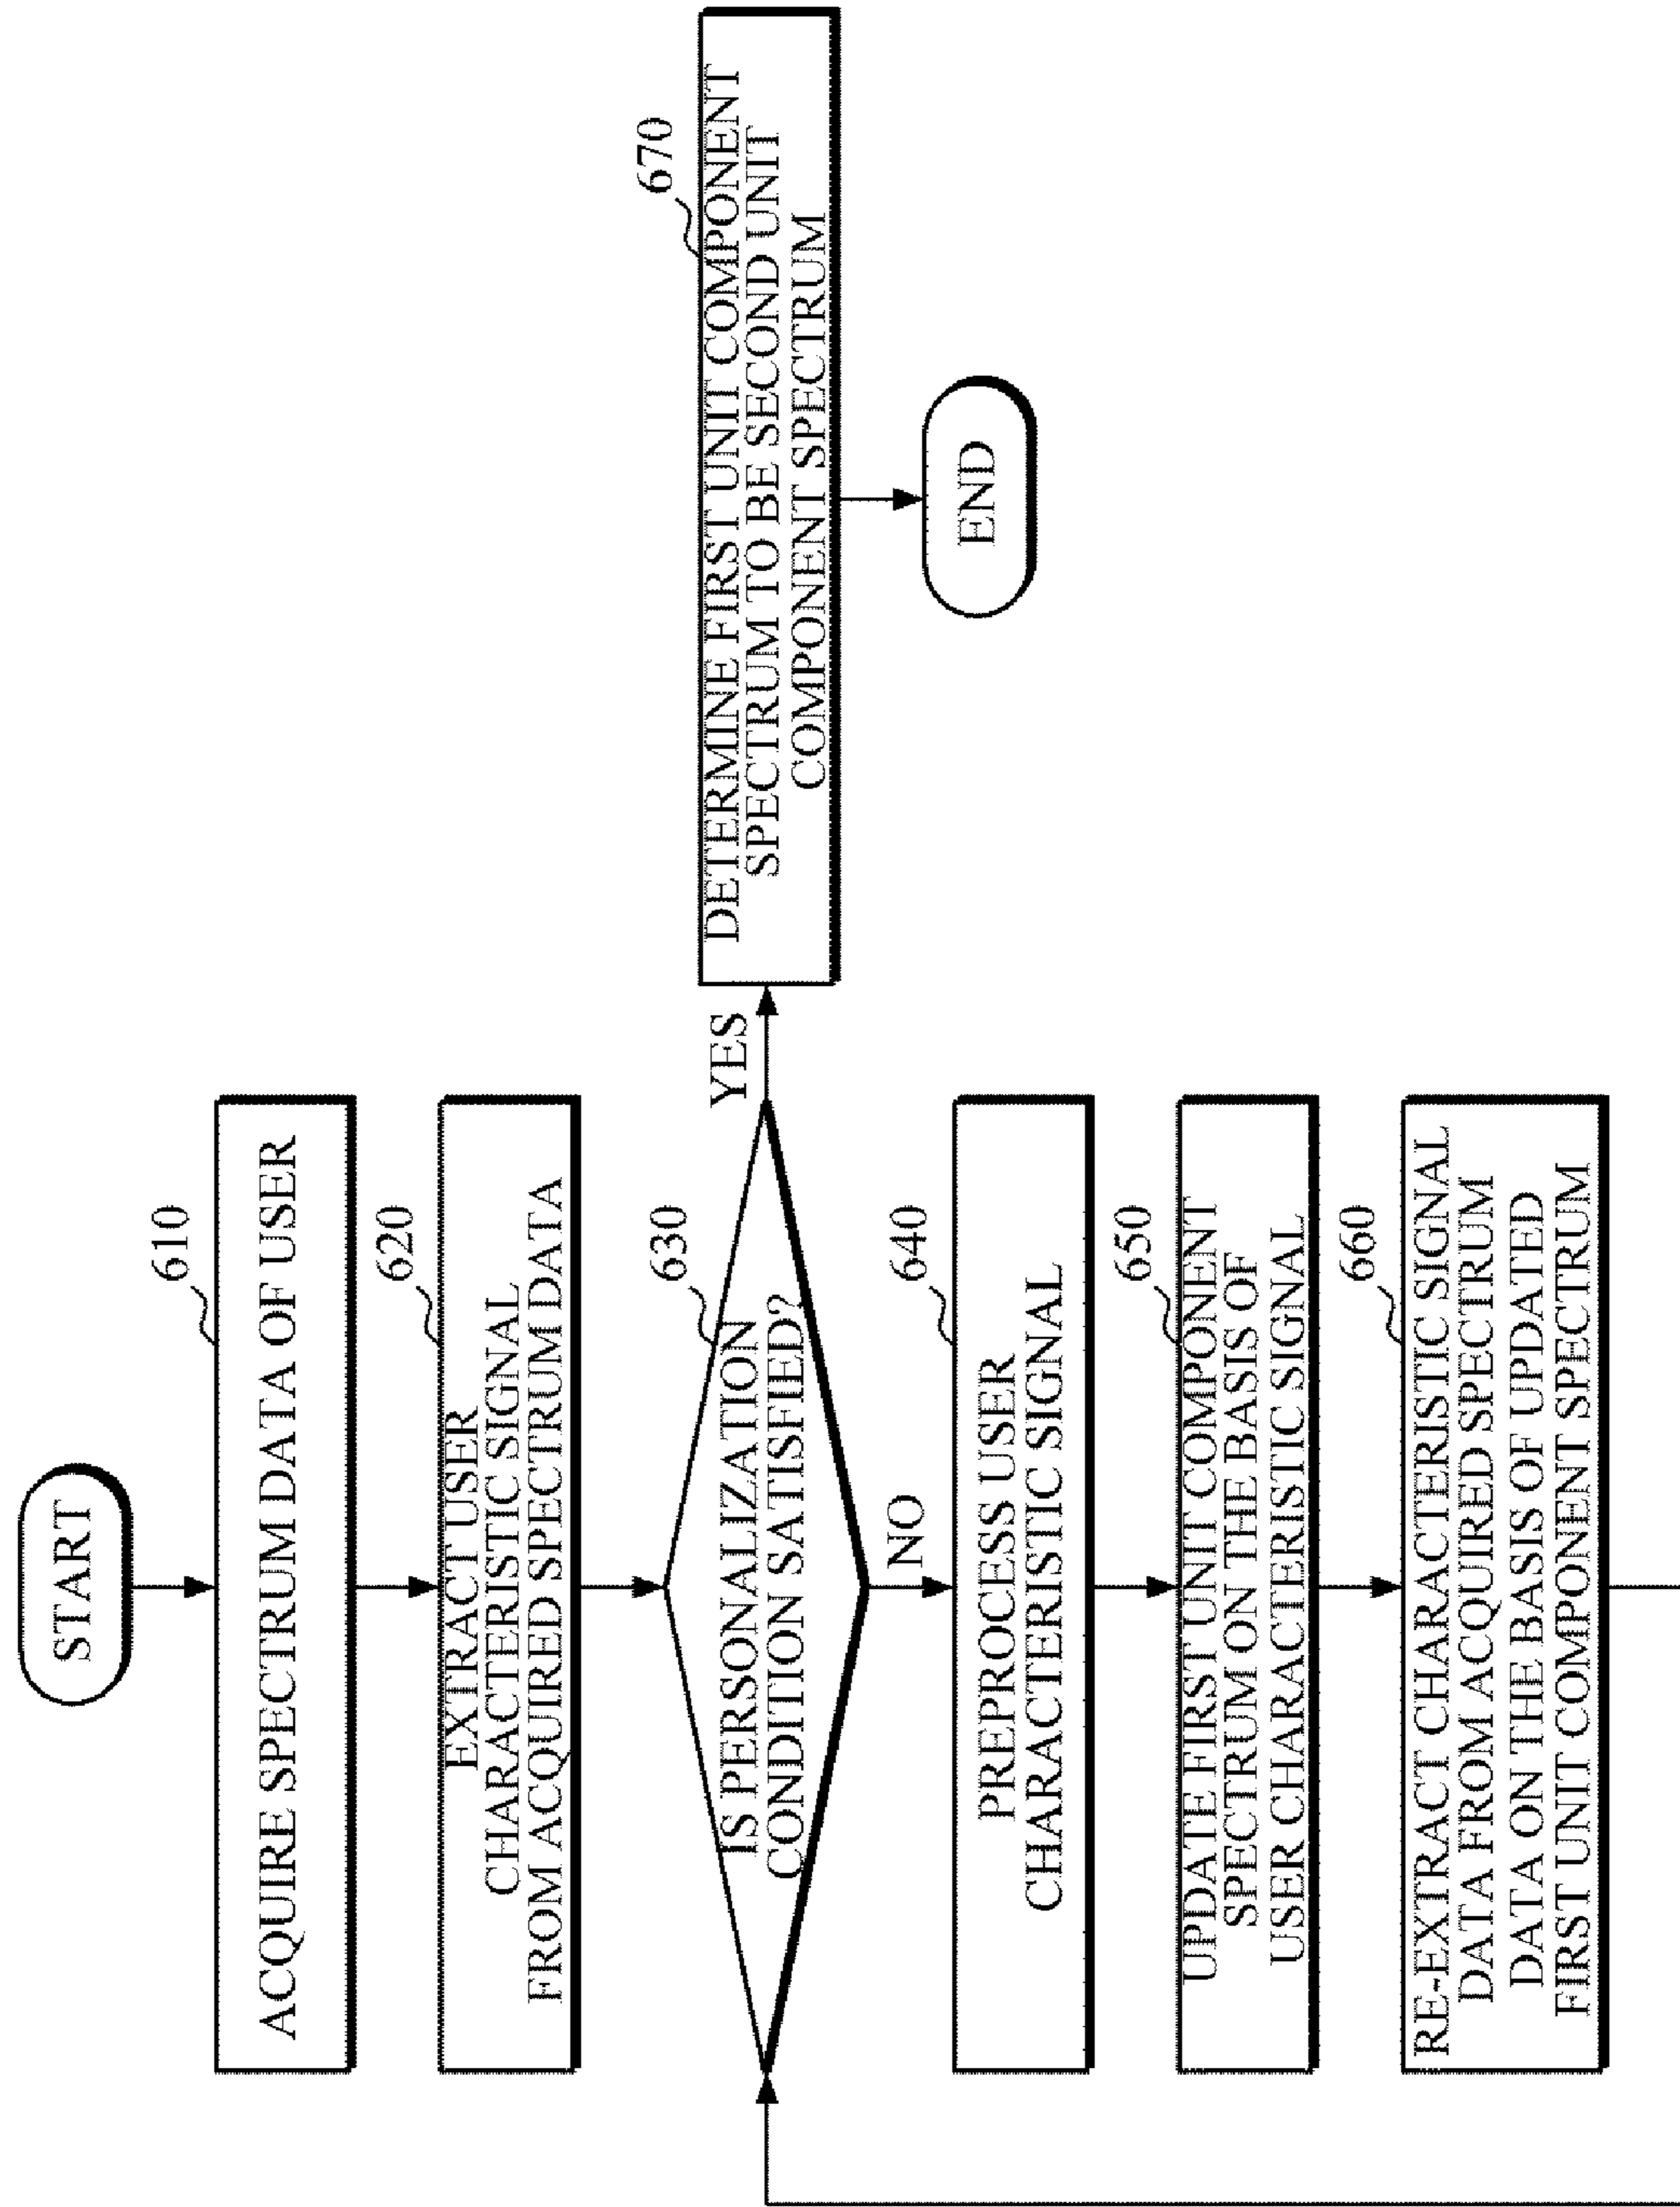 START
610
ACQUIRE SPECTRUM DATA OF USER
620
EXTRACT USER
CHARACTERISTIC SIGNAL
FROM ACQUIRED SPECTRUM DATA
630
IS PERSONALIZATION
CONDITION SATISFIED?
YES
670
DETERMINE FIRST UNIT COMPONENT
SPECTRUM TO BE SECOND UNIT
COMPONENT SPECTRUM
END
NO
640
PREPROCESS USER
CHARACTERISTIC SIGNAL
650
UPDATE FIRST UNIT COMPONENT
SPECTRUM ON THE BASIS OF
USER CHARACTERISTIC SIGNAL
660
RE-EXTRACT CHARACTERISTIC SIGNAL
DATA FROM ACQUIRED SPECTRUM
DATA ON THE BASIS OF UPDATED
FIRST UNIT COMPONENT SPECTRUM